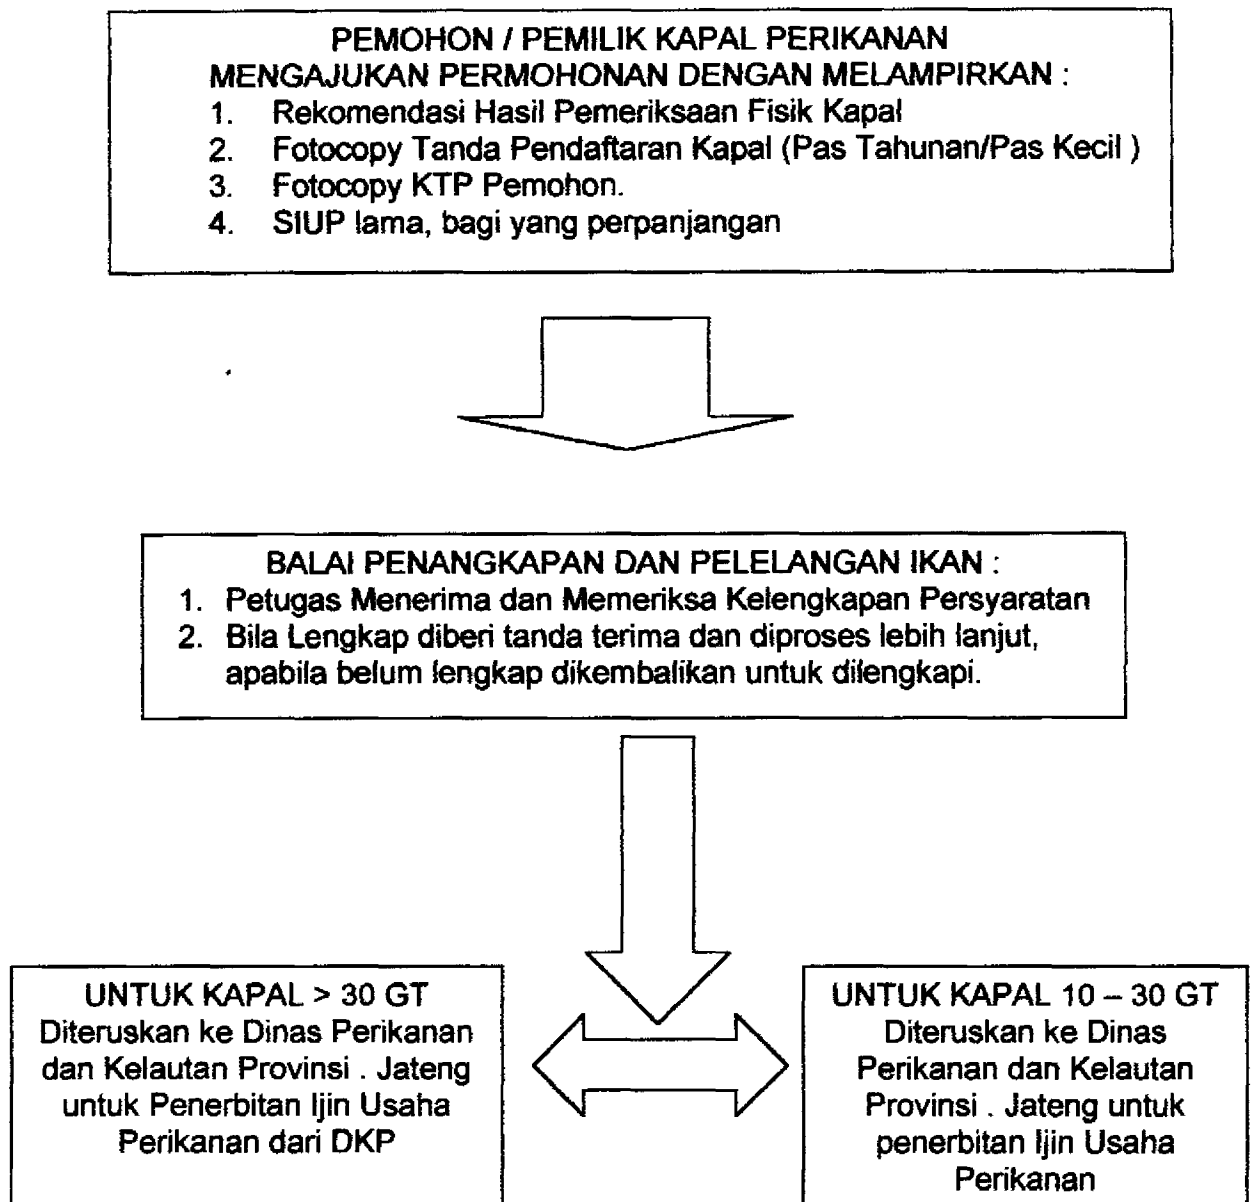 PEMOHON / PEMILIK KAPAL PERIKANAN
MENGAJUKAN PERMOHONAN DENGAN MELAMPIRKAN :
1. Rekomendasi Hasil Pemeriksaan Fisik Kapal
2. Fotocopy Tanda Pendaftaran Kapal (Pas Tahunan/Pas Kecil )
3. Fotocopy KTP Pemohon.
4. SIUP lama, bagi yang perpanjangan
BALAI PENANGKAPAN DAN PELELANGAN IKAN :
1. Petugas Menerima dan Memeriksa Kelengkapan Persyaratan
2. Bila Lengkap diberi tanda terima dan diproses lebih lanjut,
apabila belum lengkap dikembalikan untuk dilengkapi.
UNTUK KAPAL > 30 GT
Diteruskan ke Dinas Perikanan
dan Kelautan Provinsi . Jateng
untuk Penerbitan Ijin Usaha
Perikanan dari DKP
UNTUK KAPAL 10 – 30 GT
Diteruskan ke Dinas
Perikanan dan Kelautan
Provinsi . Jateng untuk
penerbitan Ijin Usaha
Perikanan